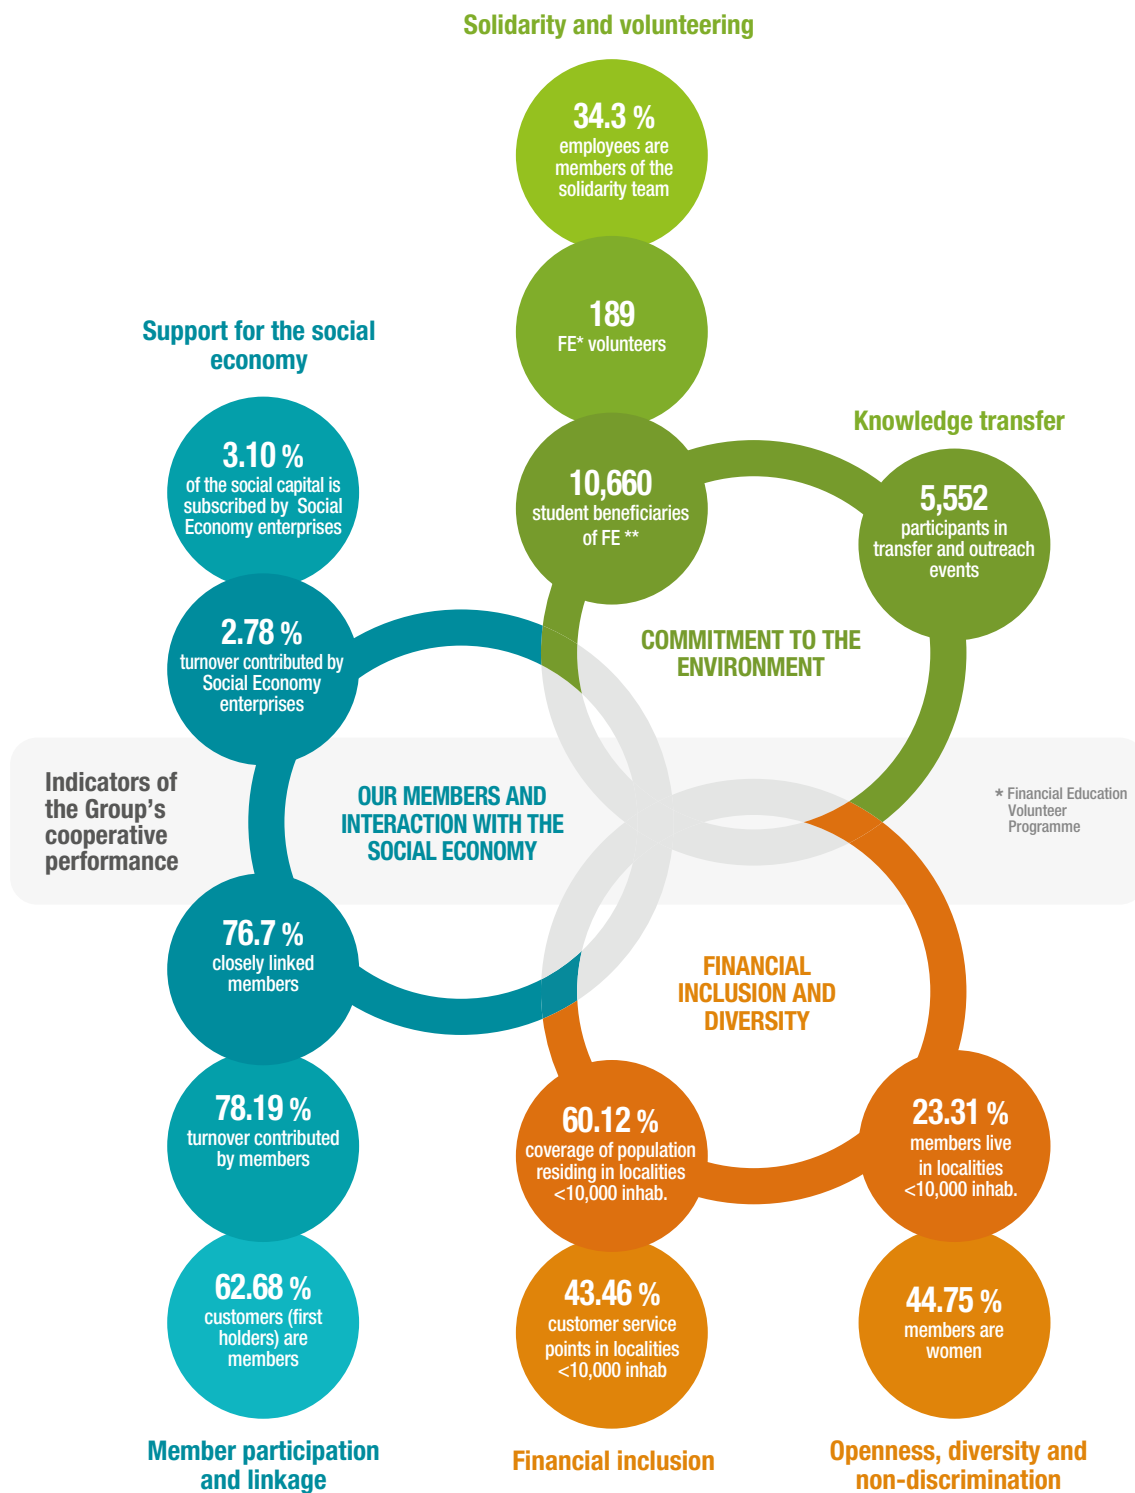 Solidarity and volunteering
34.3 %
employees are
members of the
solidarity team
189
FE* volunteers
10,660
student beneficiaries
of FE **
Knowledge transfer
5,552
participants in
transfer and outreach
events
COMMITMENT TO THE
ENVIRONMENT
Support for the social
economy
3.10 %
of the social capital is
subscribed by Social
Economy enterprises
2.78 %
turnover contributed by
Social Economy
enterprises
Indicators of
the Group's
cooperative
performance
OUR MEMBERS AND
INTERACTION WITH THE
SOCIAL ECONOMY
* Financial Education
Volunteer
Programme
76.7 %
closely linked
members
78.19 %
turnover contributed
by members
62.68 %
customers (first
holders) are
members
Member participation
and linkage
FINANCIAL
INCLUSION AND
DIVERSITY
60.12 %
coverage of population
residing in localities
<10,000 inhab.
43.46 %
customer service
points in localities
<10,000 inhab
Financial inclusion
23.31 %
members live
in localities
<10,000 inhab.
44.75 %
members are
women
Openness, diversity and
non-discrimination